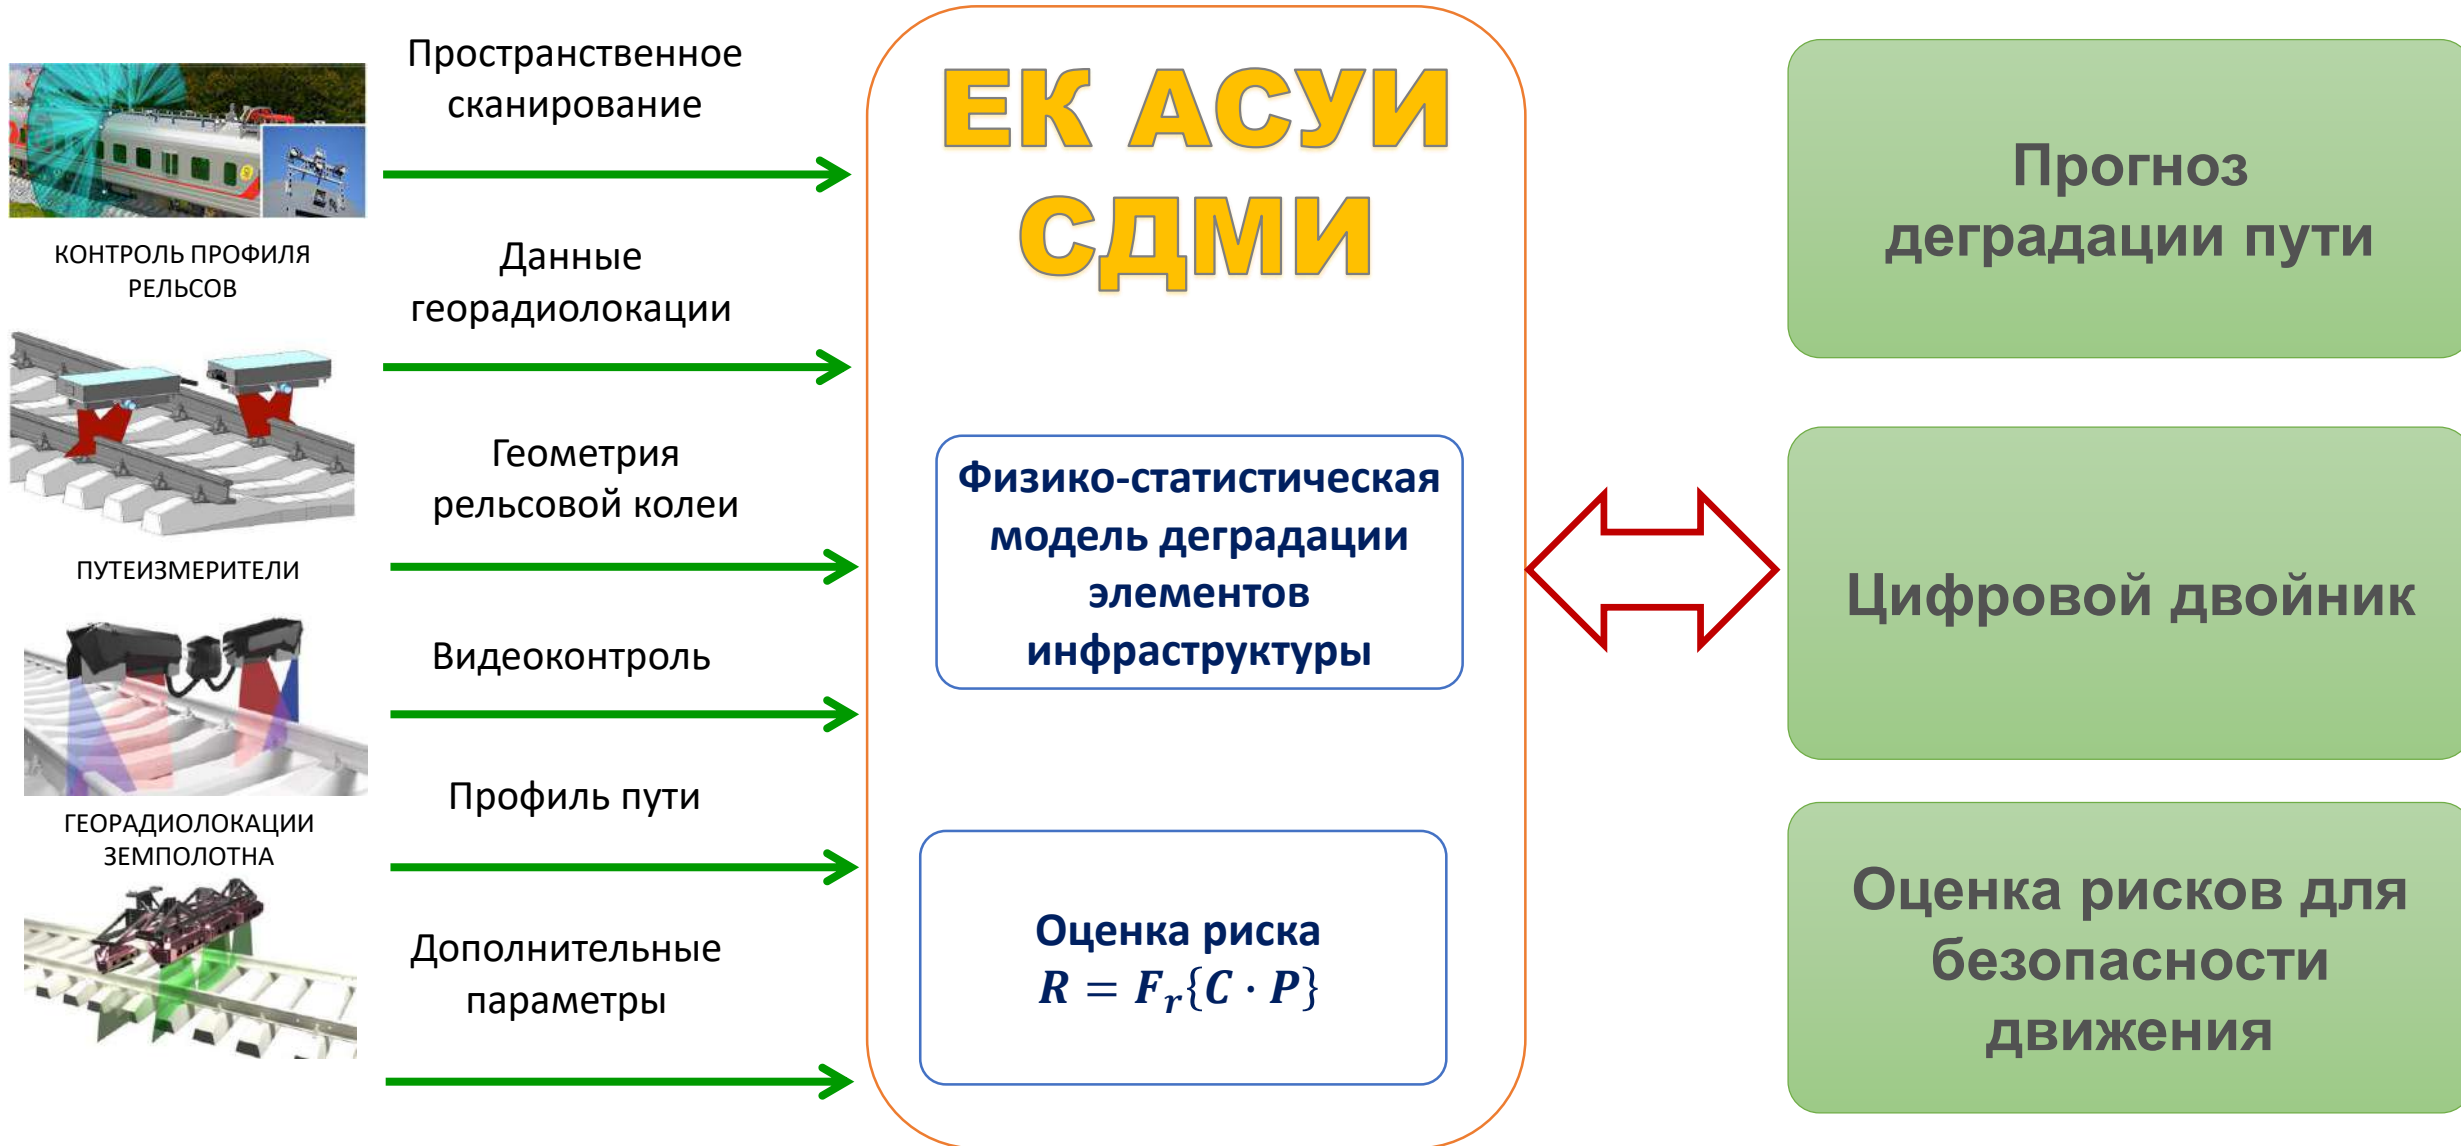 КОНТРОЛЬ ПРОФИЛЯ
РЕЛЬСОВ
ПУТЕИЗМЕРИТЕЛИ
ГЕОРАДИОЛОКАЦИИ
ЗЕМПОЛОТНА
Пространственное
сканирование
Данные
георадиолокации
Геометрия
рельсовой колеи
Видеоконтроль
Профиль пути
Дополнительные
параметры
ЕК АСУИ
СДМИ
Физико-статистическая
модель деградации
элементов
инфраструктуры
Оценка риска
R = F_r{C · P}
Прогноз
деградации пути
Цифровой двойник
Оценка рисков для
безопасности
движения